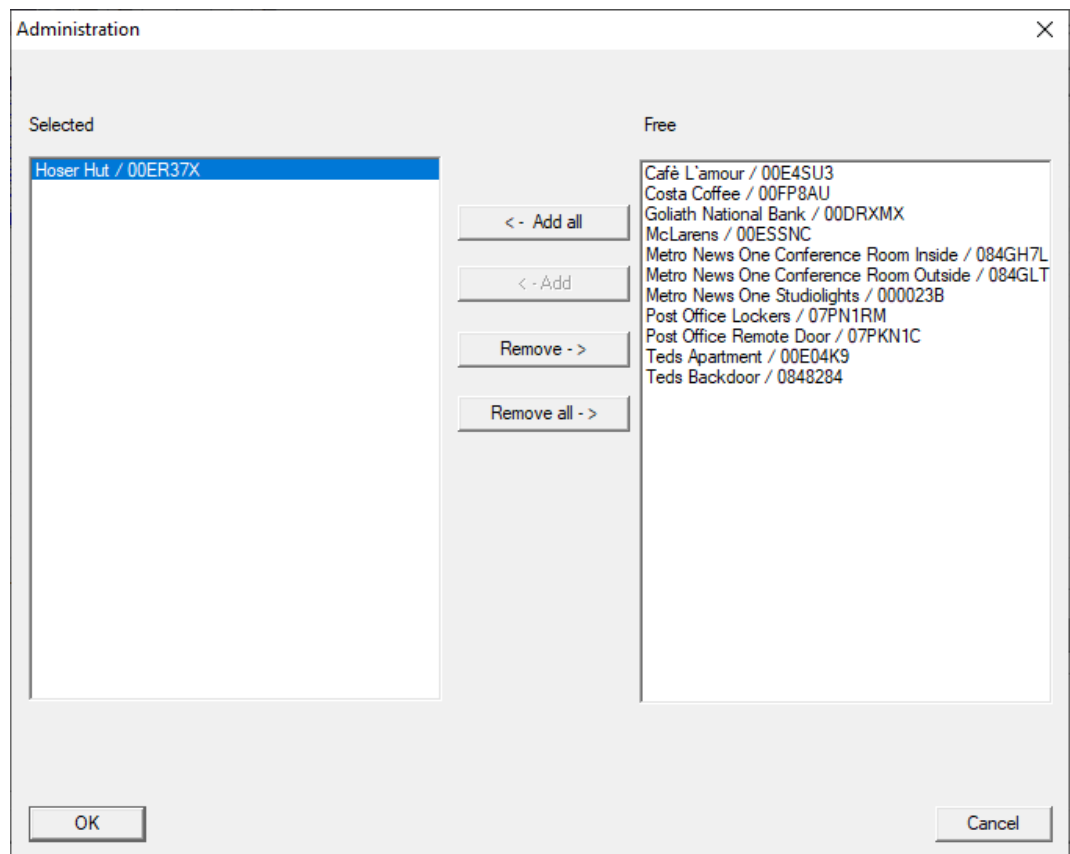 Administration
Selected
Free
Hoser Hut / 00ER37X
<- Add all
<-Add
Remove ->
Remove all ->
Cafè L`amour / 00E4SU3
Costa Coffee / 00FP8AU
Goliath National Bank / 00DRXMX
McLarens / 00ESSNC
Metro News One Conference Room Inside / 084GH7L
Metro News One Conference Room Outside / 084GLT
Metro News One Studiolights / 000023B
Post Office Lockers / 07PN1RM
Post Office Remote Door / 07PKN1C
Teds Apartment / 00E04K9
Teds Backdoor / 0848284
OK
Cancel